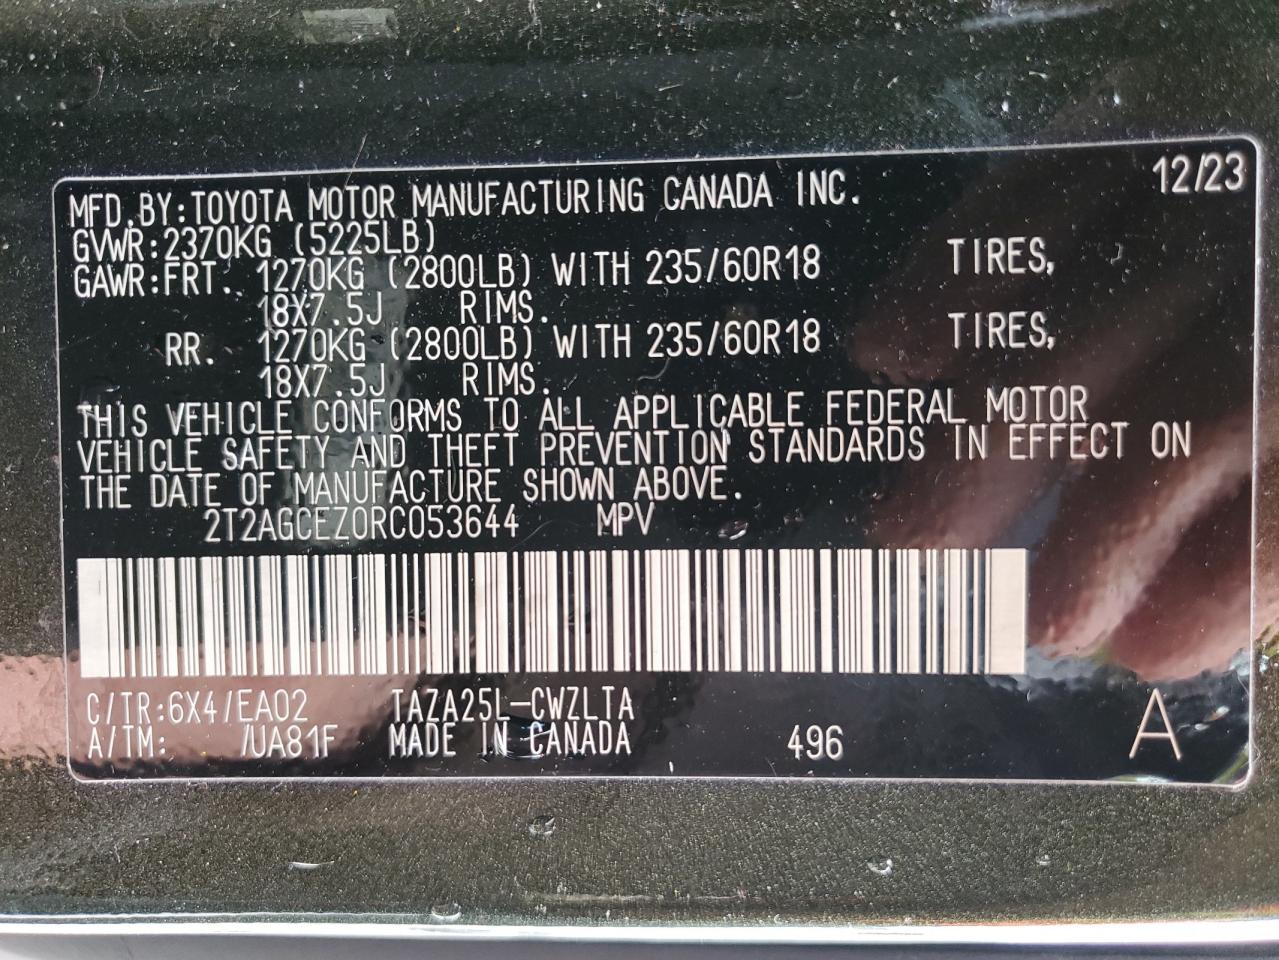 MFD.BY:TOYOTA MOTOR MANUFACTURING CANADA INC. 12/23
GVWR:2370KG (5225LB)
GAWR:FRT. 1270KG (2800LB) WITH 235/60R18 TIRES,
18X7.5J RIMS.
RR. 1270KG (2800LB) WITH 235/60R18 TIRES,
18X7.5J RIMS.
THIS VEHICLE CONFORMS TO ALL APPLICABLE FEDERAL MOTOR
VEHICLE SAFETY AND THEFT PREVENTION STANDARDS IN EFFECT ON
THE DATE OF MANUFACTURE SHOWN ABOVE.
2T2AGCEZ0RC053644 MPV
C/TR:6X4/EA02 TAZA25L-CWZLTA
A/TM: /UA81F MADE IN CANADA 496 A